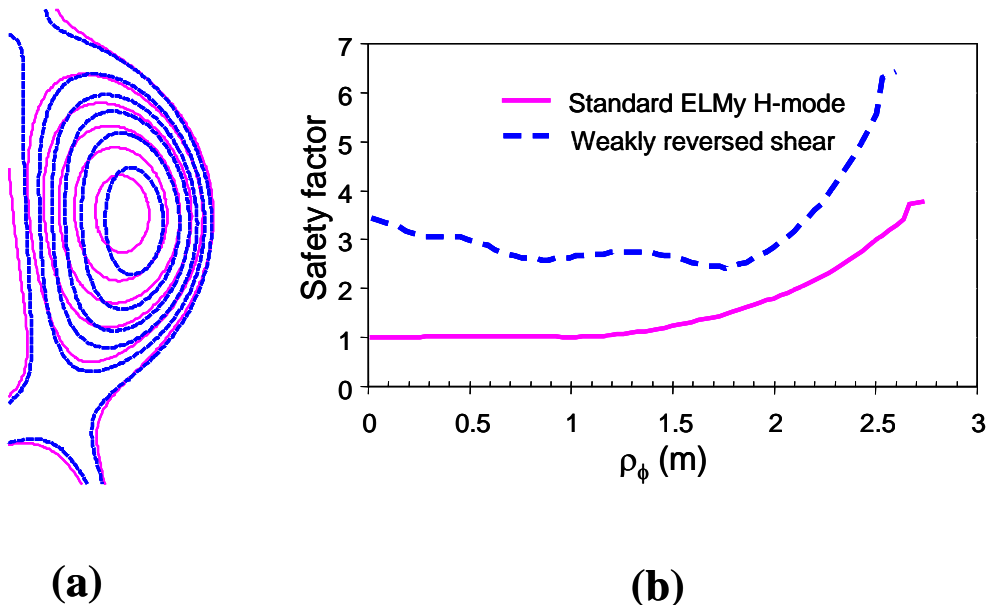 7
6
5
4
3
2
1
0
Safety factor
Standard ELMy H-mode
Weakly reversed shear
0 0.5 1 1.5 2 2.5 3
ρϕ (m)
(a) (b)